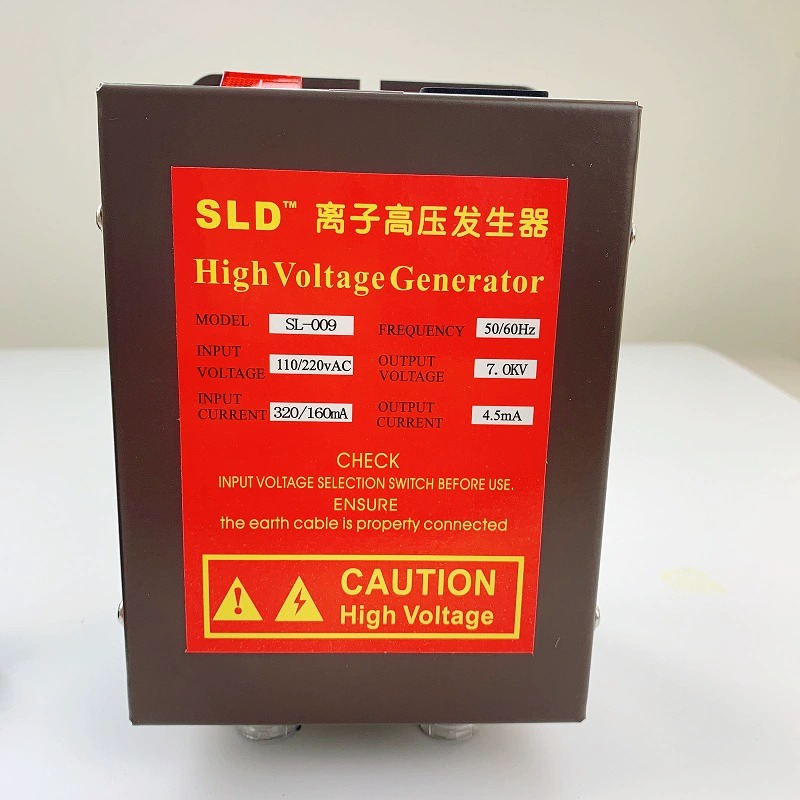 SLD™ 离子高压发生器
High Voltage Generator
MODEL SL-009 FREQUENCY 50/60Hz
INPUT VOLTAGE 110/220vAC OUTPUT VOLTAGE 7.0KV
INPUT CURRENT 320/160mA OUTPUT CURRENT 4.5mA
CHECK
INPUT VOLTAGE SELECTION SWITCH BEFORE USE.
ENSURE
the earth cable is property connected
CAUTION
High Voltage